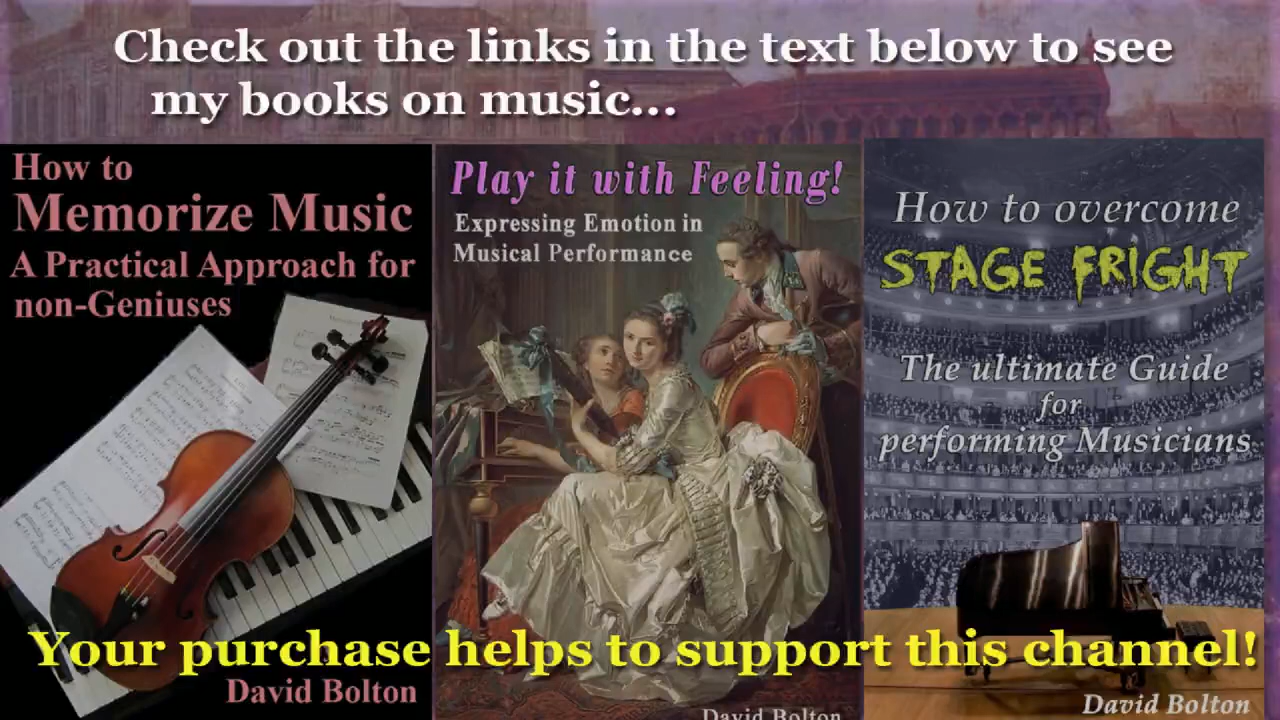 Check out the links in the text below to see
my books on music...
How to
Memorize Music
A Practical Approach for
non-Geniuses
David Bolton
Play it with Feeling!
Expressing Emotion in
Musical Performance
David Bolton
How to overcome
STAGE FRIGHT
The ultimate Guide
for
performing Musicians
David Bolton
Your purchase helps to support this channel!